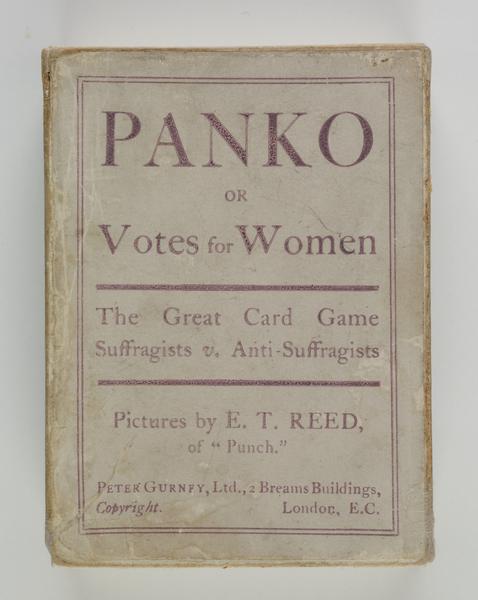 PANKO
OR
Votes for Women
The Great Card Game
Suffragists v. Anti-Suffragists
Pictures by E. T. REED,
of "Punch."
PETER GURNEY, Ltd., 2 Breams Buildings,
Copyright. London, E.C.